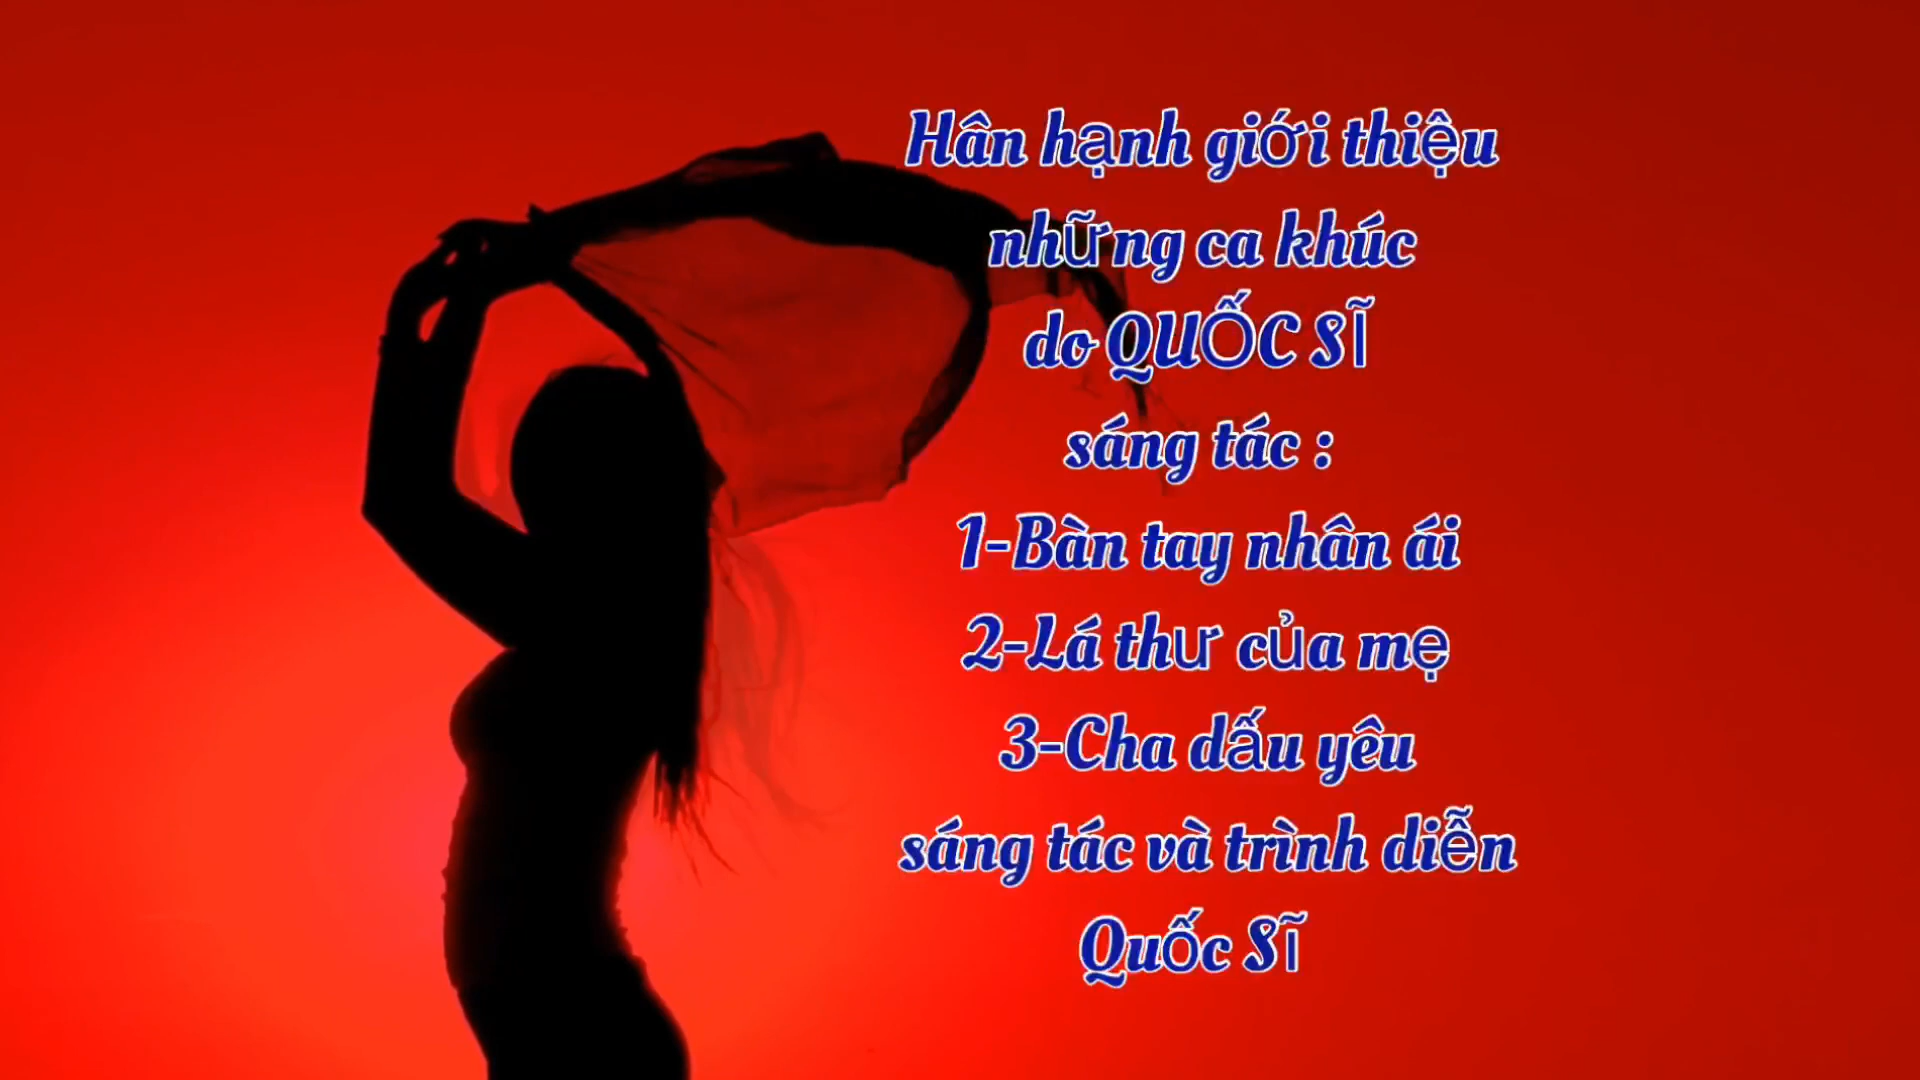 Hân hạnh giới thiệu
những ca khúc
do QUỐC SĨ
sáng tác :
1-Bàn tay nhân ái
2-Lá thư của mẹ
3-Cha dấu yêu
sáng tác và trình diễn
Quốc Sĩ